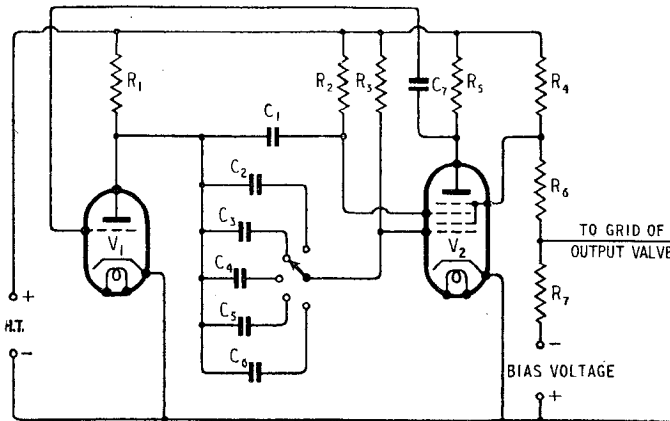 R1
R2
R3
C7
R5
R4
C1
C2
C3
V1
C4
V2
R6
TO GRID OF
OUTPUT VALVE
+
H.T.
−
C5
R7
C6
−
BIAS VOLTAGE
+